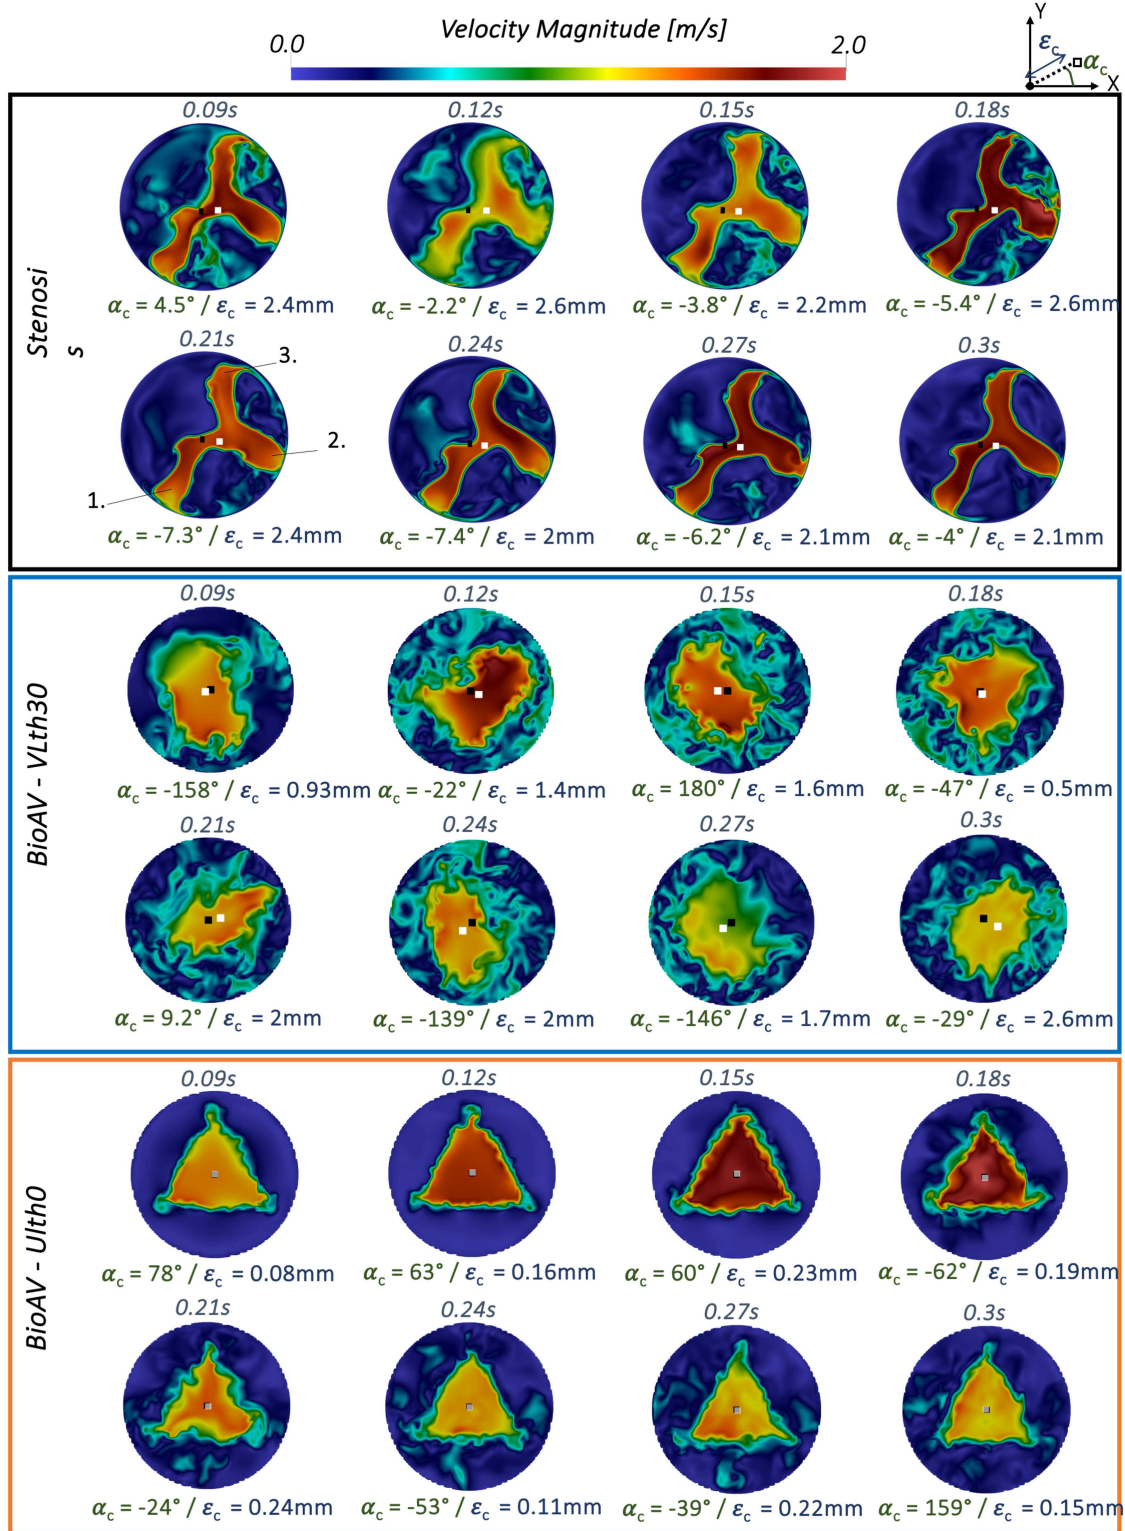 Velocity Magnitude [m/s]
0.0
2.0
Y
εc
αc
X
Stenosi
s
0.09s
0.12s
0.15s
0.18s
αc = 4.5° / εc = 2.4mm
αc = -2.2° / εc = 2.6mm
αc = -3.8° / εc = 2.2mm
αc = -5.4° / εc = 2.6mm
0.21s
0.24s
0.27s
0.3s
3.
2.
1.
αc = -7.3° / εc = 2.4mm
αc = -7.4° / εc = 2mm
αc = -6.2° / εc = 2.1mm
αc = -4° / εc = 2.1mm
BioAV - VLth30
0.09s
0.12s
0.15s
0.18s
αc = -158° / εc = 0.93mm
αc = -22° / εc = 1.4mm
αc = 180° / εc = 1.6mm
αc = -47° / εc = 0.5mm
0.21s
0.24s
0.27s
0.3s
αc = 9.2° / εc = 2mm
αc = -139° / εc = 2mm
αc = -146° / εc = 1.7mm
αc = -29° / εc = 2.6mm
BioAV - Ulth0
0.09s
0.12s
0.15s
0.18s
αc = 78° / εc = 0.08mm
αc = 63° / εc = 0.16mm
αc = 60° / εc = 0.23mm
αc = -62° / εc = 0.19mm
0.21s
0.24s
0.27s
0.3s
αc = -24° / εc = 0.24mm
αc = -53° / εc = 0.11mm
αc = -39° / εc = 0.22mm
αc = 159° / εc = 0.15mm